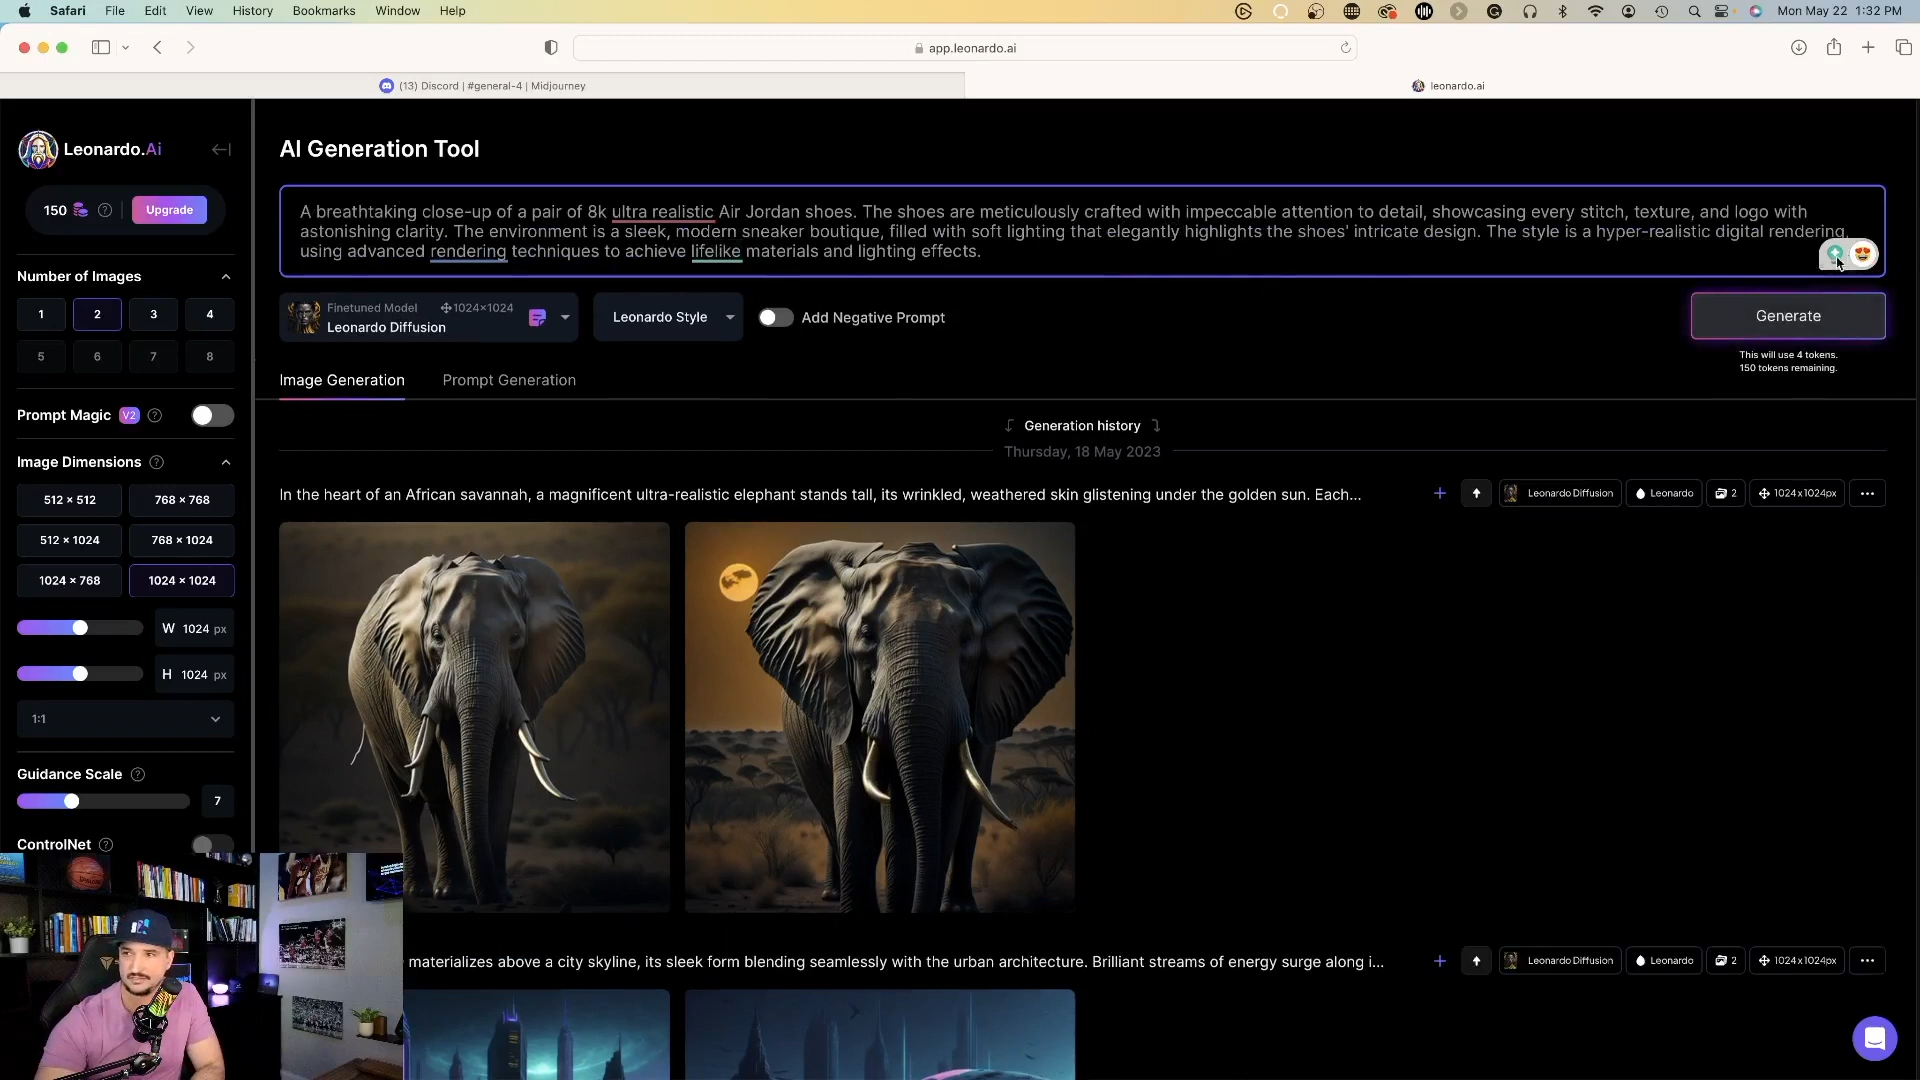 Safari File Edit View History Bookmarks Window Help Mon May 22 1:32 PM
app.leonardo.ai
(13) Discord | #general-4 | Midjourney
leonardo.ai
Leonardo.Ai
150 Upgrade
Number of Images
1 2 3 4
5 6 7 8
Prompt Magic V2
Image Dimensions
512 × 512 768 × 768
512 × 1024 768 × 1024
1024 × 768 1024 × 1024
W 1024 px
H 1024 px
1:1
Guidance Scale
7
ControlNet
AI Generation Tool
A breathtaking close-up of a pair of 8k ultra realistic Air Jordan shoes. The shoes are meticulously crafted with impeccable attention to detail, showcasing every stitch, texture, and logo with
astonishing clarity. The environment is a sleek, modern sneaker boutique, filled with soft lighting that elegantly highlights the shoes' intricate design. The style is a hyper-realistic digital rendering,
using advanced rendering techniques to achieve lifelike materials and lighting effects.
Finetuned Model 1024×1024
Leonardo Diffusion
Leonardo Style
Add Negative Prompt
Generate
This will use 4 tokens.
150 tokens remaining.
Image Generation Prompt Generation
Generation history
Thursday, 18 May 2023
In the heart of an African savannah, a magnificent ultra-realistic elephant stands tall, its wrinkled, weathered skin glistening under the golden sun. Each...
Leonardo Diffusion Leonardo 2 1024x1024px
materializes above a city skyline, its sleek form blending seamlessly with the urban architecture. Brilliant streams of energy surge along i...
Leonardo Diffusion Leonardo 2 1024x1024px